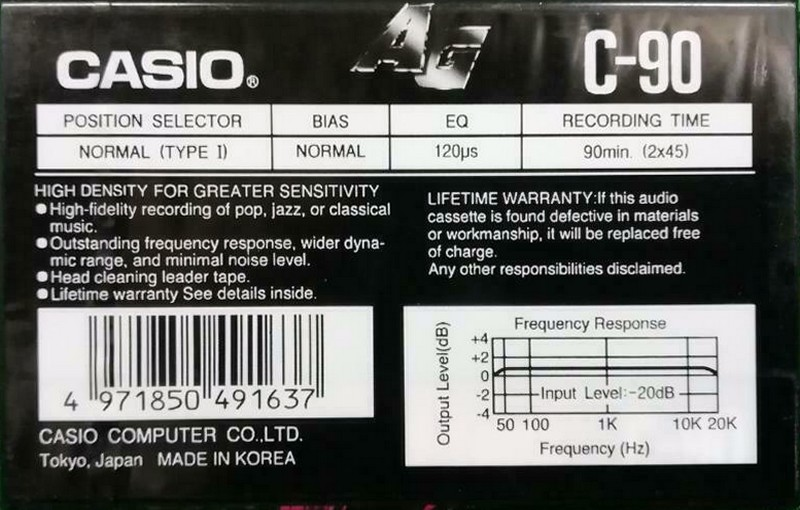 CASIO®
AG
C-90
POSITION SELECTOR BIAS EQ RECORDING TIME
NORMAL (TYPE I) NORMAL 120µs 90min. (2x45)
HIGH DENSITY FOR GREATER SENSITIVITY
●High-fidelity recording of pop, jazz, or classical
music.
●Outstanding frequency response, wider dyna-
mic range, and minimal noise level.
●Head cleaning leader tape.
●Lifetime warranty See details inside.
LIFETIME WARRANTY:If this audio
cassette is found defective in materials
or workmanship, it will be replaced free
of charge.
Any other responsibilities disclaimed.
4 971850 491637
CASIO COMPUTER CO.,LTD.
Tokyo, Japan MADE IN KOREA
Frequency Response
Output Level(dB)
+4
+2
0
-2
-4
Input Level:-20dB
50 100 1K 10K 20K
Frequency (Hz)